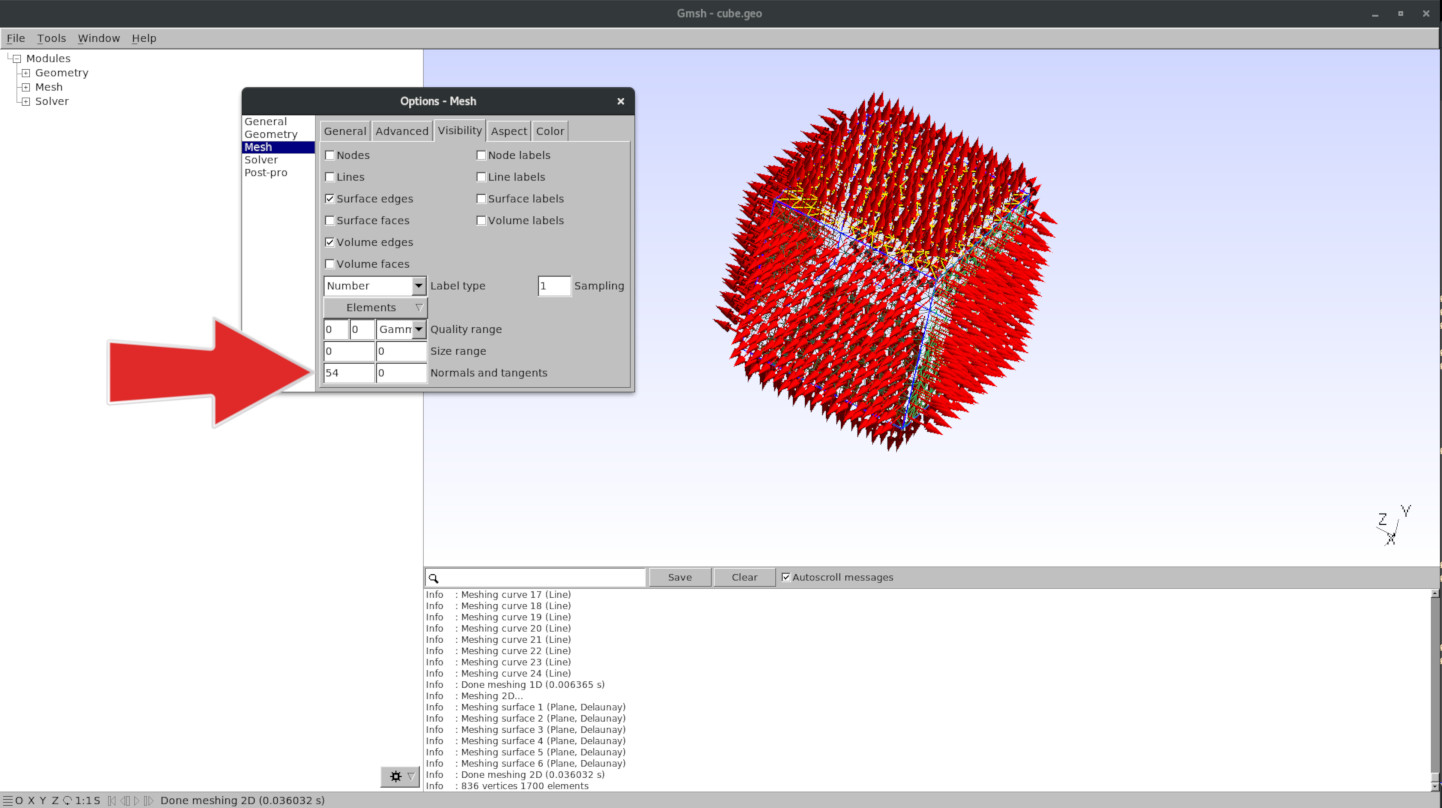 Gmsh - cube.geo
File Tools Window Help
Modules
Geometry
Mesh
Solver
Options - Mesh
General
Geometry
Mesh
Solver
Post-pro
General Advanced Visibility Aspect Color
Nodes Node labels
Lines Line labels
Surface edges Surface labels
Surface faces Volume labels
Volume edges
Volume faces
Number Label type 1 Sampling
Elements
0 0 Gamm Quality range
0 0 Size range
54 0 Normals and tangents
Z Y
X
Save Clear Autoscroll messages
Info : Meshing curve 17 (Line)
Info : Meshing curve 18 (Line)
Info : Meshing curve 19 (Line)
Info : Meshing curve 20 (Line)
Info : Meshing curve 21 (Line)
Info : Meshing curve 22 (Line)
Info : Meshing curve 23 (Line)
Info : Meshing curve 24 (Line)
Info : Done meshing 1D (0.006365 s)
Info : Meshing 2D...
Info : Meshing surface 1 (Plane, Delaunay)
Info : Meshing surface 2 (Plane, Delaunay)
Info : Meshing surface 3 (Plane, Delaunay)
Info : Meshing surface 4 (Plane, Delaunay)
Info : Meshing surface 5 (Plane, Delaunay)
Info : Meshing surface 6 (Plane, Delaunay)
Info : Done meshing 2D (0.036032 s)
Info : 836 vertices 1700 elements
O X Y Z 1:1 S Done meshing 2D (0.036032 s)